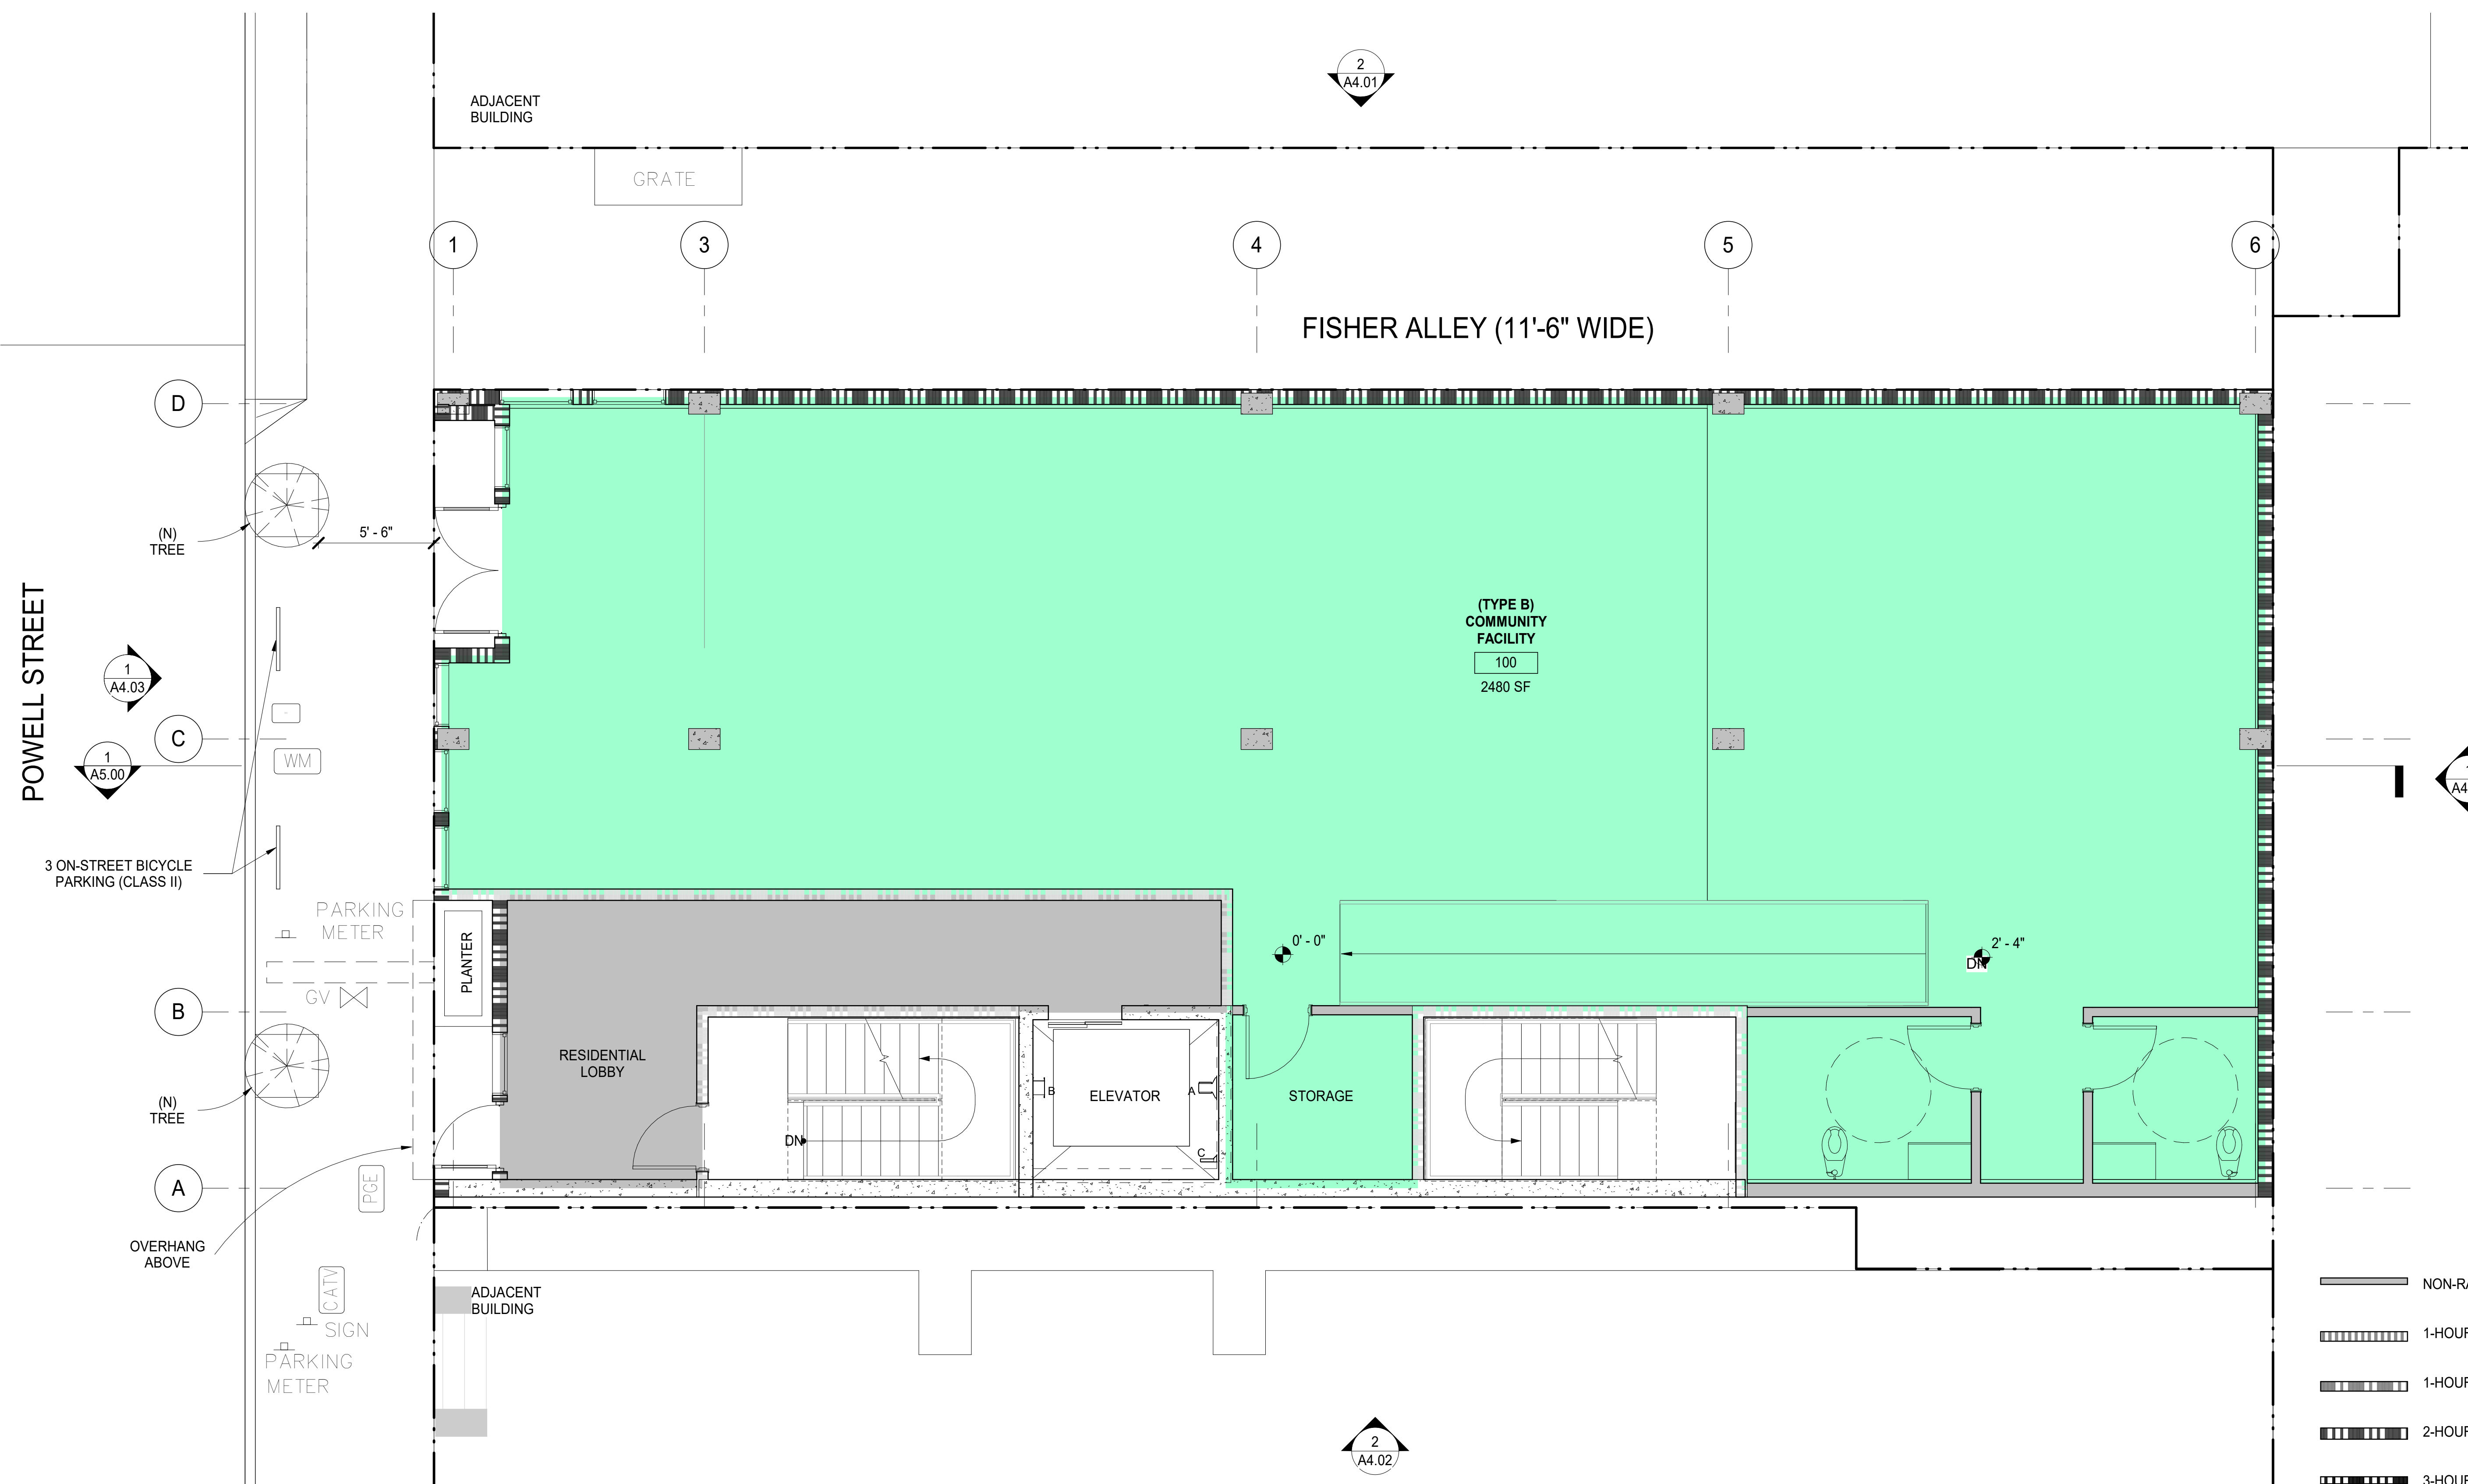 2
A4.01
ADJACENT
BUILDING
GRATE
1
3
4
5
6
FISHER ALLEY (11'-6" WIDE)
D
(N)
TREE
5' - 6"
POWELL STREET
(TYPE B)
COMMUNITY
FACILITY
100
2480 SF
1
A4.03
C
WM
1
A5.00
3 ON-STREET BICYCLE
PARKING (CLASS II)
PARKING
METER
PLANTER
0' - 0"
2' - 4"
DN
GV
B
RESIDENTIAL
LOBBY
B
ELEVATOR
A
STORAGE
(N)
TREE
DN
C
A
PGE
OVERHANG
ABOVE
CATV
SIGN
PARKING
METER
ADJACENT
BUILDING
2
A4.02
NON-RA
1-HOUR
1-HOUR
2-HOUR
3-HOUR